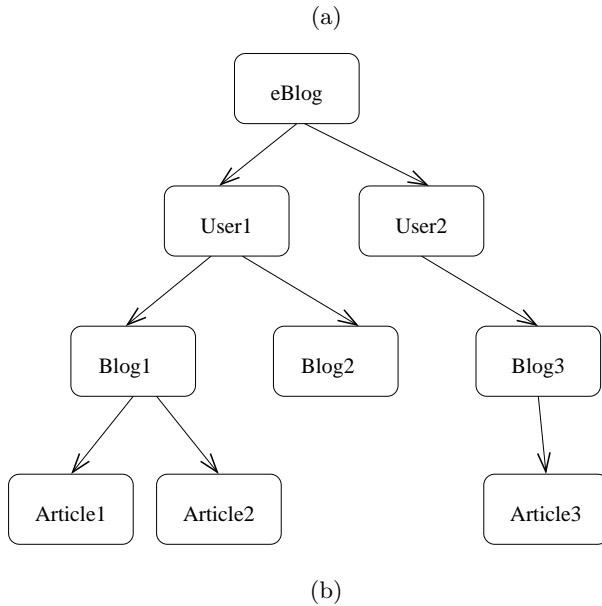 (a)
eBlog
User1 User2
Blog1 Blog2 Blog3
Article1 Article2 Article3
(b)